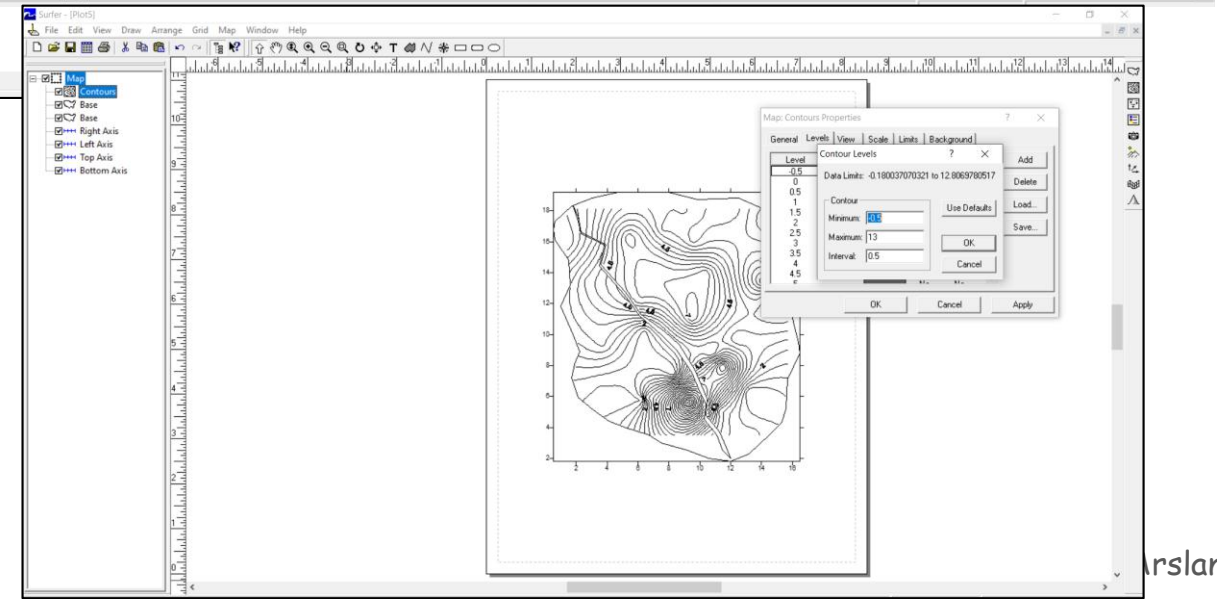 Surfer - [Plot5]
File Edit View Draw Arrange Grid Map Window Help
Map
Contours
Base
Base
Right Axis
Left Axis
Top Axis
Bottom Axis
Map: Contours Properties ? ×
General Levels View Scale Limits Background
Level
-0.5
0
0.5
1
1.5
2
2.5
3
3.5
4
4.5
Add
Delete
Load...
Save...
Contour Levels ? ×
Data Limits: -0.180037070321 to 12.8069780517
Contour
Minimum: -0.5
Maximum: 13
Interval: 0.5
Use Defaults
OK
Cancel
OK Cancel Apply
18
16
14
12
10
8
6
4
2
2 4 6 8 10 12 14 16